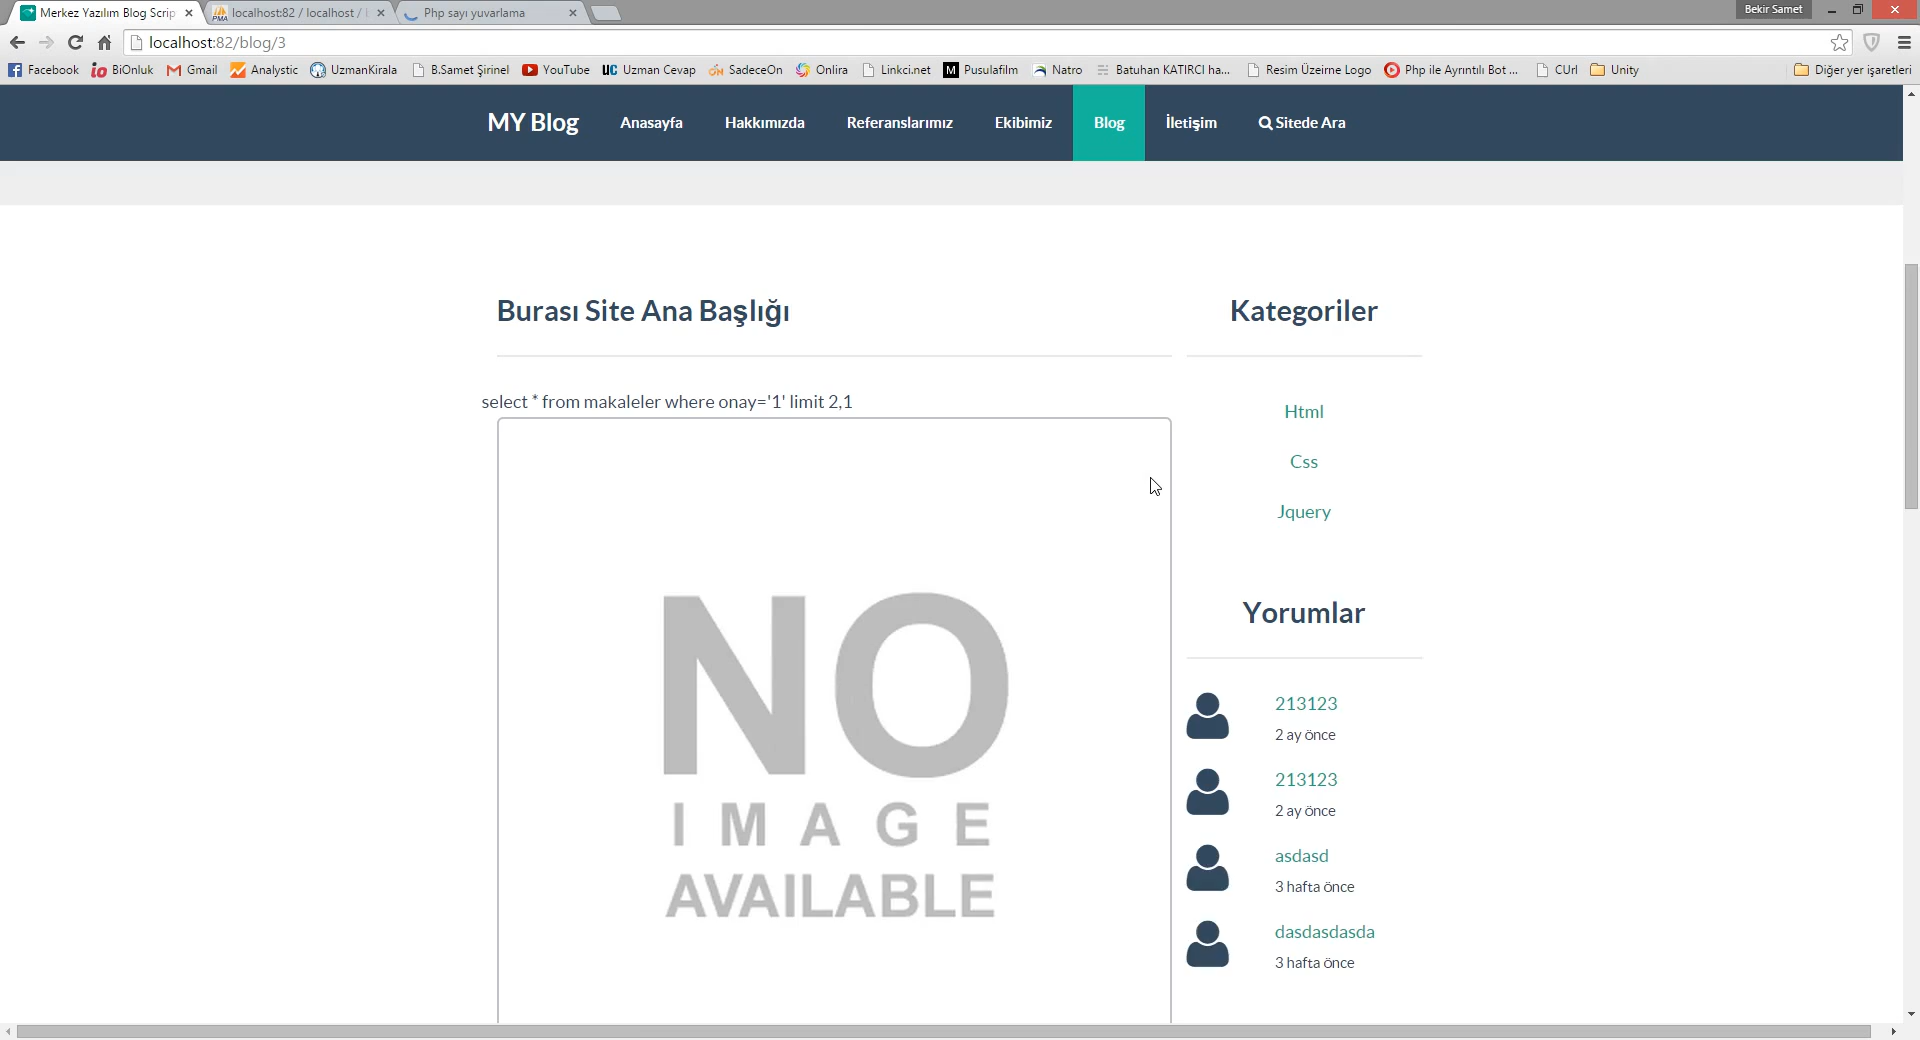 Merkez Yazılım Blog Scrip
localhost:82 / localhost /
Php sayı yuvarlama
Bekir Samet
localhost:82/blog/3
Facebook
BiOnluk
Gmail
Analystic
UzmanKirala
B.Samet Şirinel
YouTube
UC Uzman Cevap
SadeceOn
Onlira
Linkci.net
M Pusulafilm
Natro
Batuhan KATIRCI ha...
Resim Üzeirne Logo
Php ile Ayrıntılı Bot ...
CUrl
Unity
Diğer yer işaretleri
MY Blog
Anasayfa
Hakkımızda
Referanslarımız
Ekibimiz
Blog
İletişim
Sitede Ara
Burası Site Ana Başlığı
select * from makaleler where onay='1' limit 2,1
NO
IMAGE
AVAILABLE
Kategoriler
Html
Css
Jquery
Yorumlar
213123
2 ay önce
213123
2 ay önce
asdasd
3 hafta önce
dasdasdasda
3 hafta önce